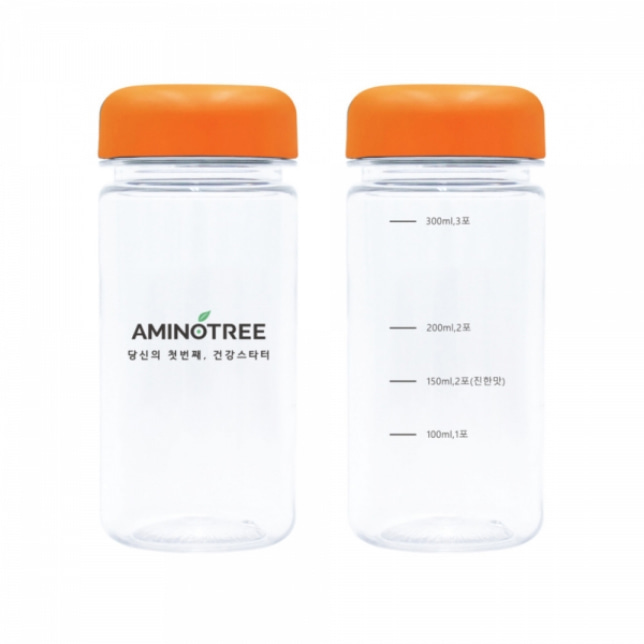 AMINOTREE
당신의 첫번째, 건강스타터
300ml,3포
200ml,2포
150ml,2포(진한맛)
100ml,1포